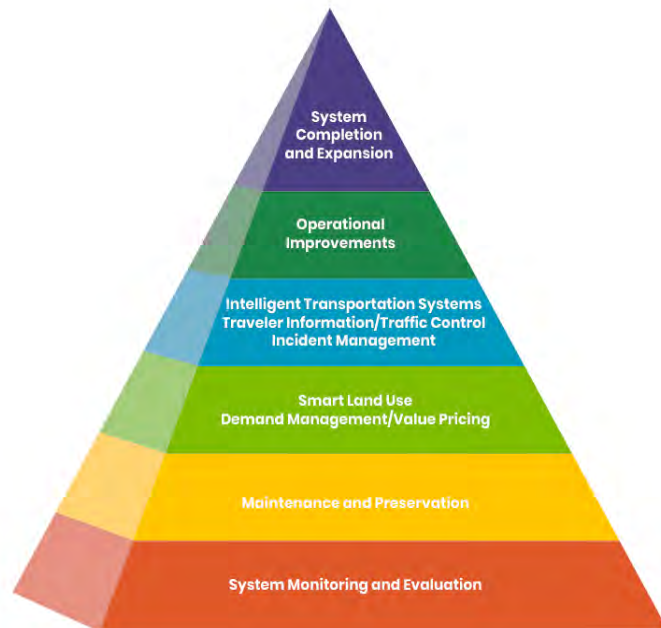 System
Completion
and Expansion
Operational
Improvements
Intelligent Transportation Systems
Traveler Information/Traffic Control
Incident Management
Smart Land Use
Demand Management/Value Pricing
Maintenance and Preservation
System Monitoring and Evaluation